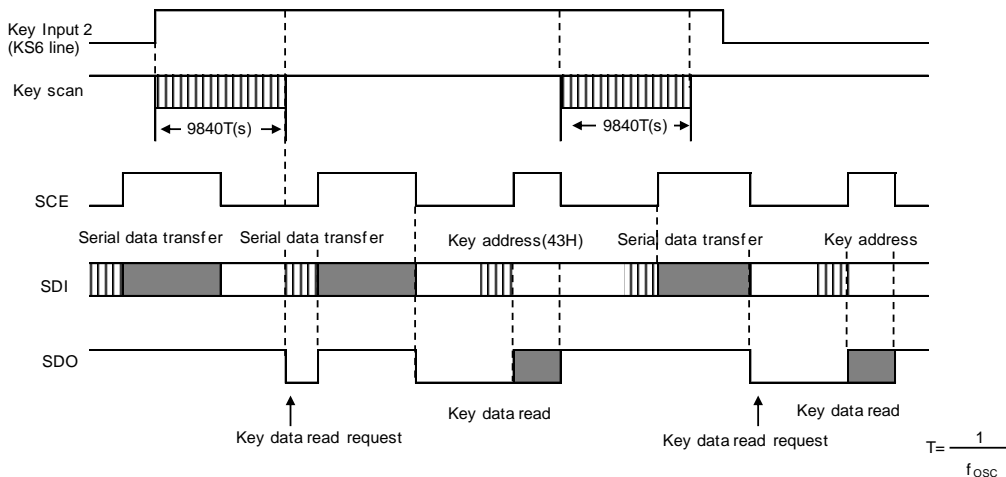 Key Input 2
(KS6 line)
Key scan
9840T(s)
9840T(s)
SCE
Serial data transfer
Serial data transfer
Key address(43H)
Serial data transfer
Key address
SDI
SDO
Key data read
Key data read
Key data read request
Key data read request
T= 1
fOSC